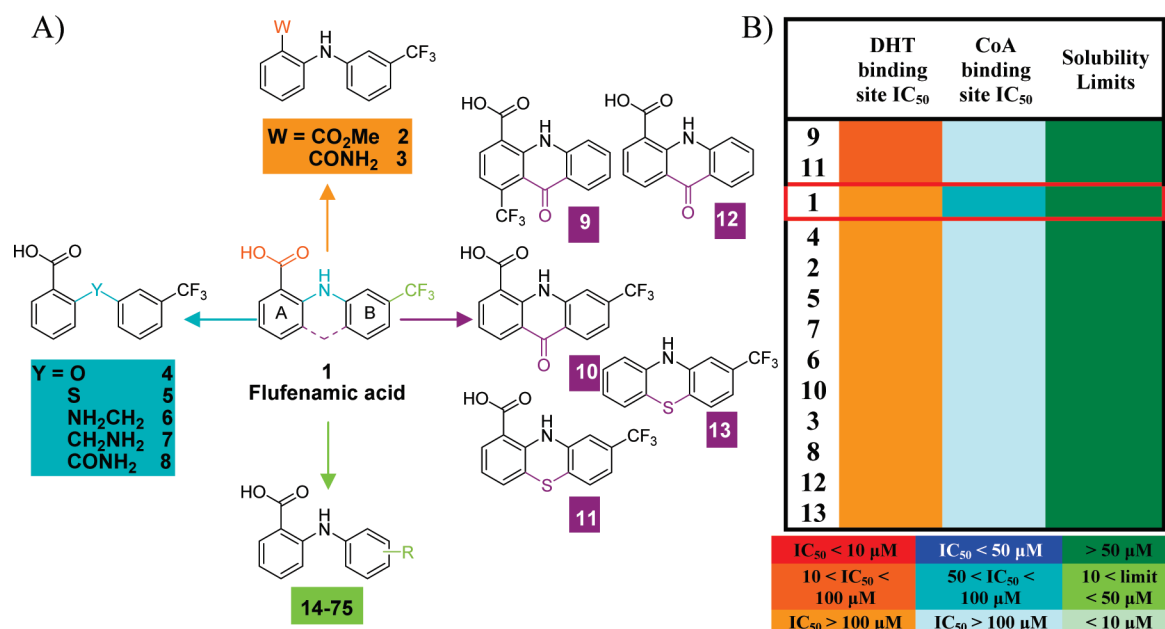 A)
W
H
N
CF₃
W = CO₂Me 2
CONH₂ 3
HO O
H
N
CF₃ O
9
HO O
H
N
O
12
HO O
Y
CF₃
Y = O 4
S 5
NH₂CH₂ 6
CH₂NH₂ 7
CONH₂ 8
HO O
H
N
CF₃
A B
1
Flufenamic acid
HO O
H
N
CF₃
O
10
H
N
CF₃
S
13
HO O
H
N
CF₃
S
11
HO O
H
N
R
14-75
B)
DHT binding site IC₅₀
CoA binding site IC₅₀
Solubility Limits
9
11
1
4
2
5
7
6
10
3
8
12
13
IC₅₀ < 10 µM IC₅₀ < 50 µM > 50 µM
10 < IC₅₀ < 100 µM 50 < IC₅₀ < 100 µM 10 < limit < 50 µM
IC₅₀ > 100 µM IC₅₀ > 100 µM < 10 µM